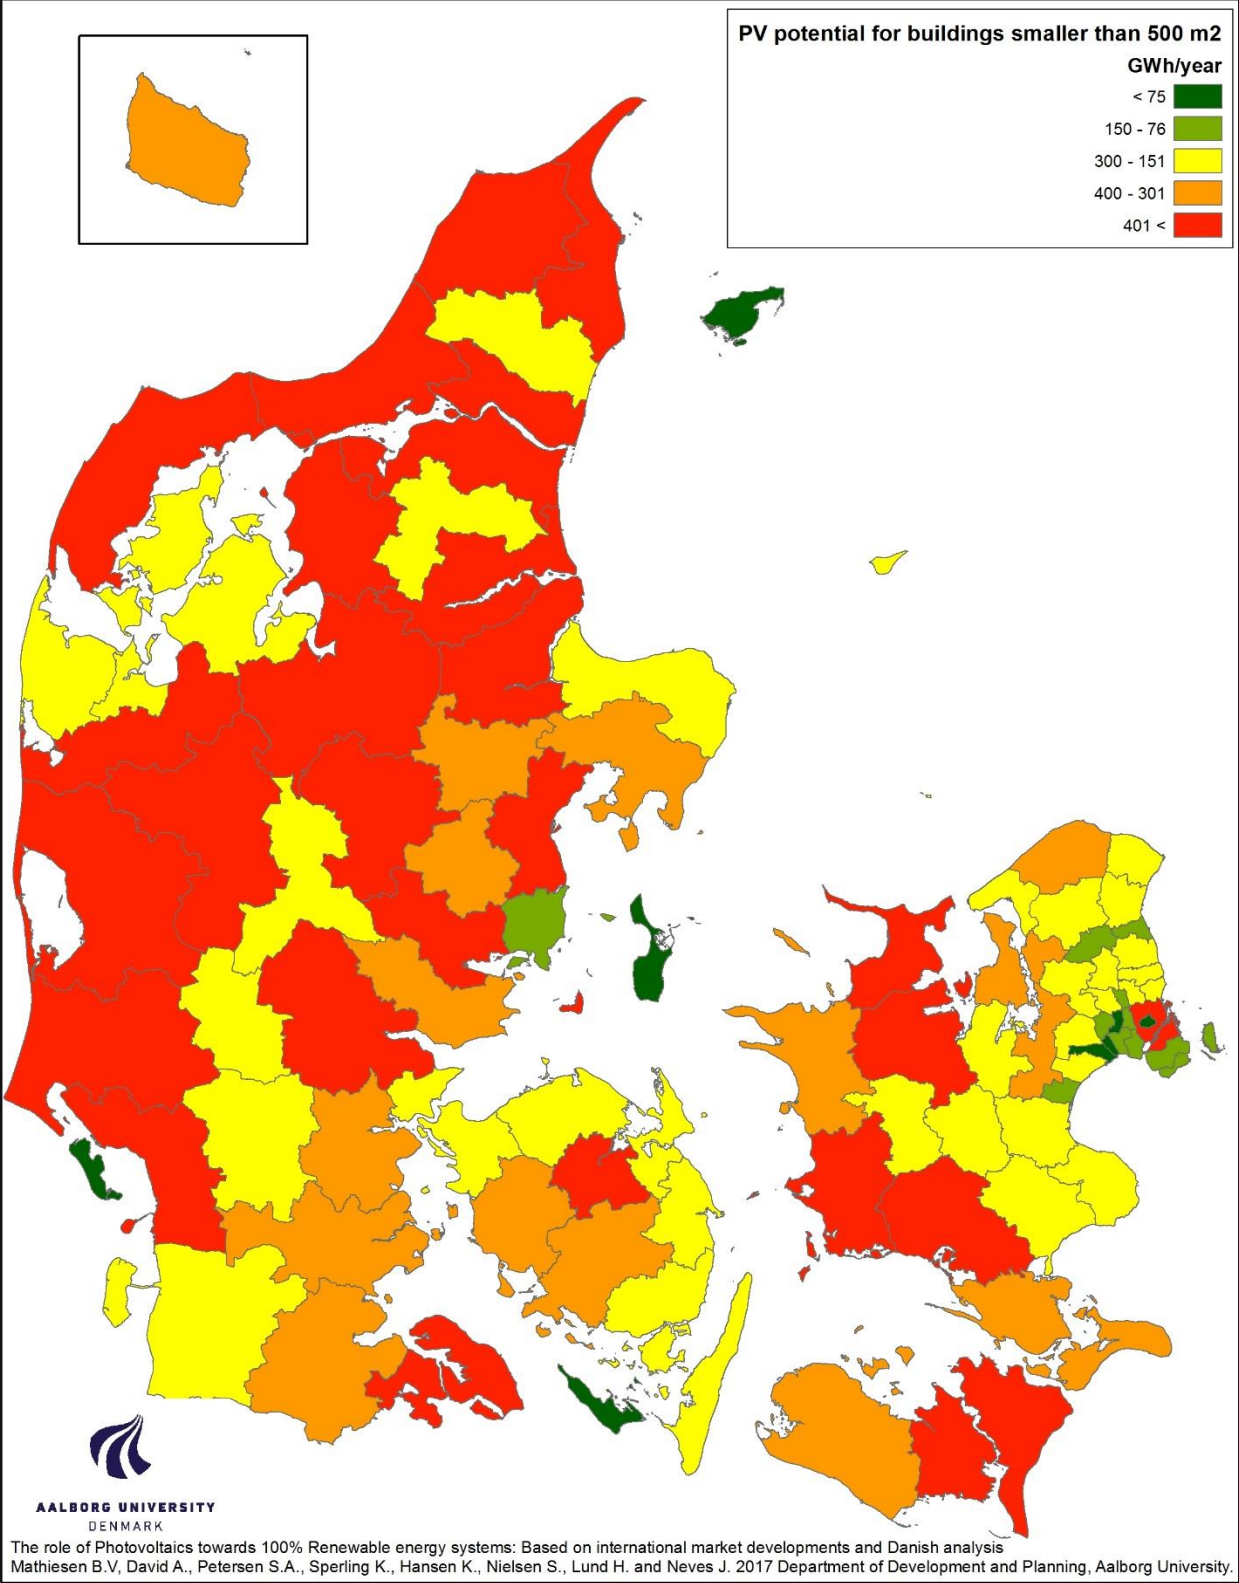 PV potential for buildings smaller than 500 m2
GWh/year
< 75
150 - 76
300 - 151
400 - 301
401 <
AALBORG UNIVERSITY
DENMARK
The role of Photovoltaics towards 100% Renewable energy systems: Based on international market developments and Danish analysis
Mathiesen B.V, David A., Petersen S.A., Sperling K., Hansen K., Nielsen S., Lund H. and Neves J. 2017 Department of Development and Planning, Aalborg University.